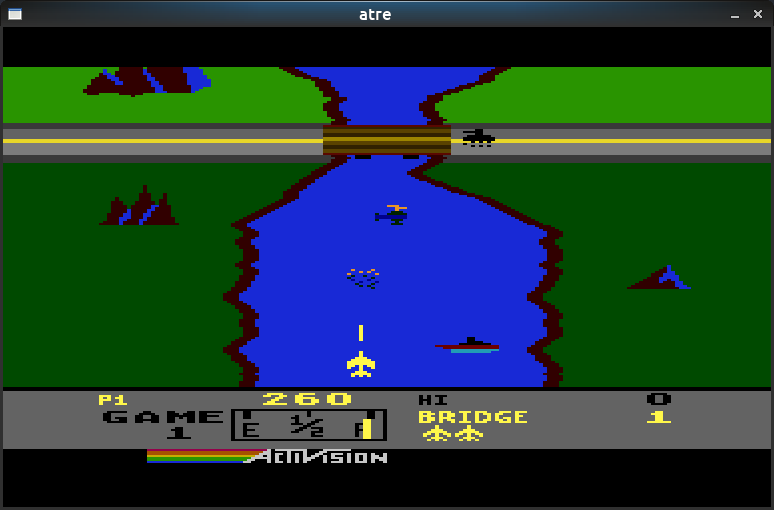 atre
P1 260 HI 0
GAME BRIDGE 1
1 E 1/2 F
ACTIVISION